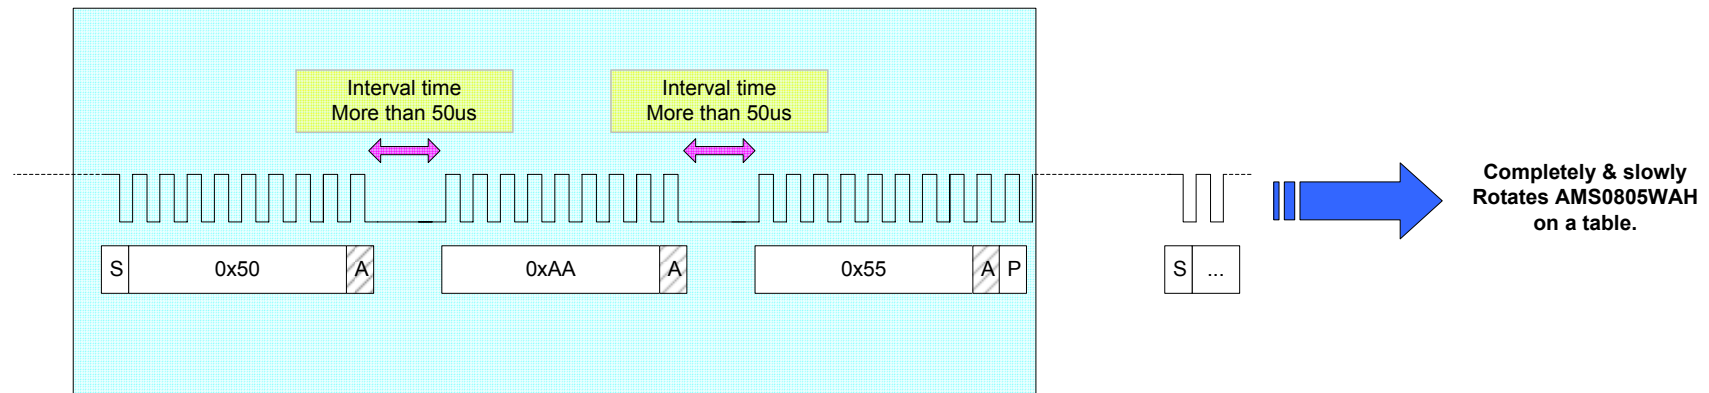 Interval time
More than 50us
Interval time
More than 50us
Completely & slowly
Rotates AMS0805WAH
on a table.
S 0x50 A 0xAA A 0x55 A P S ...